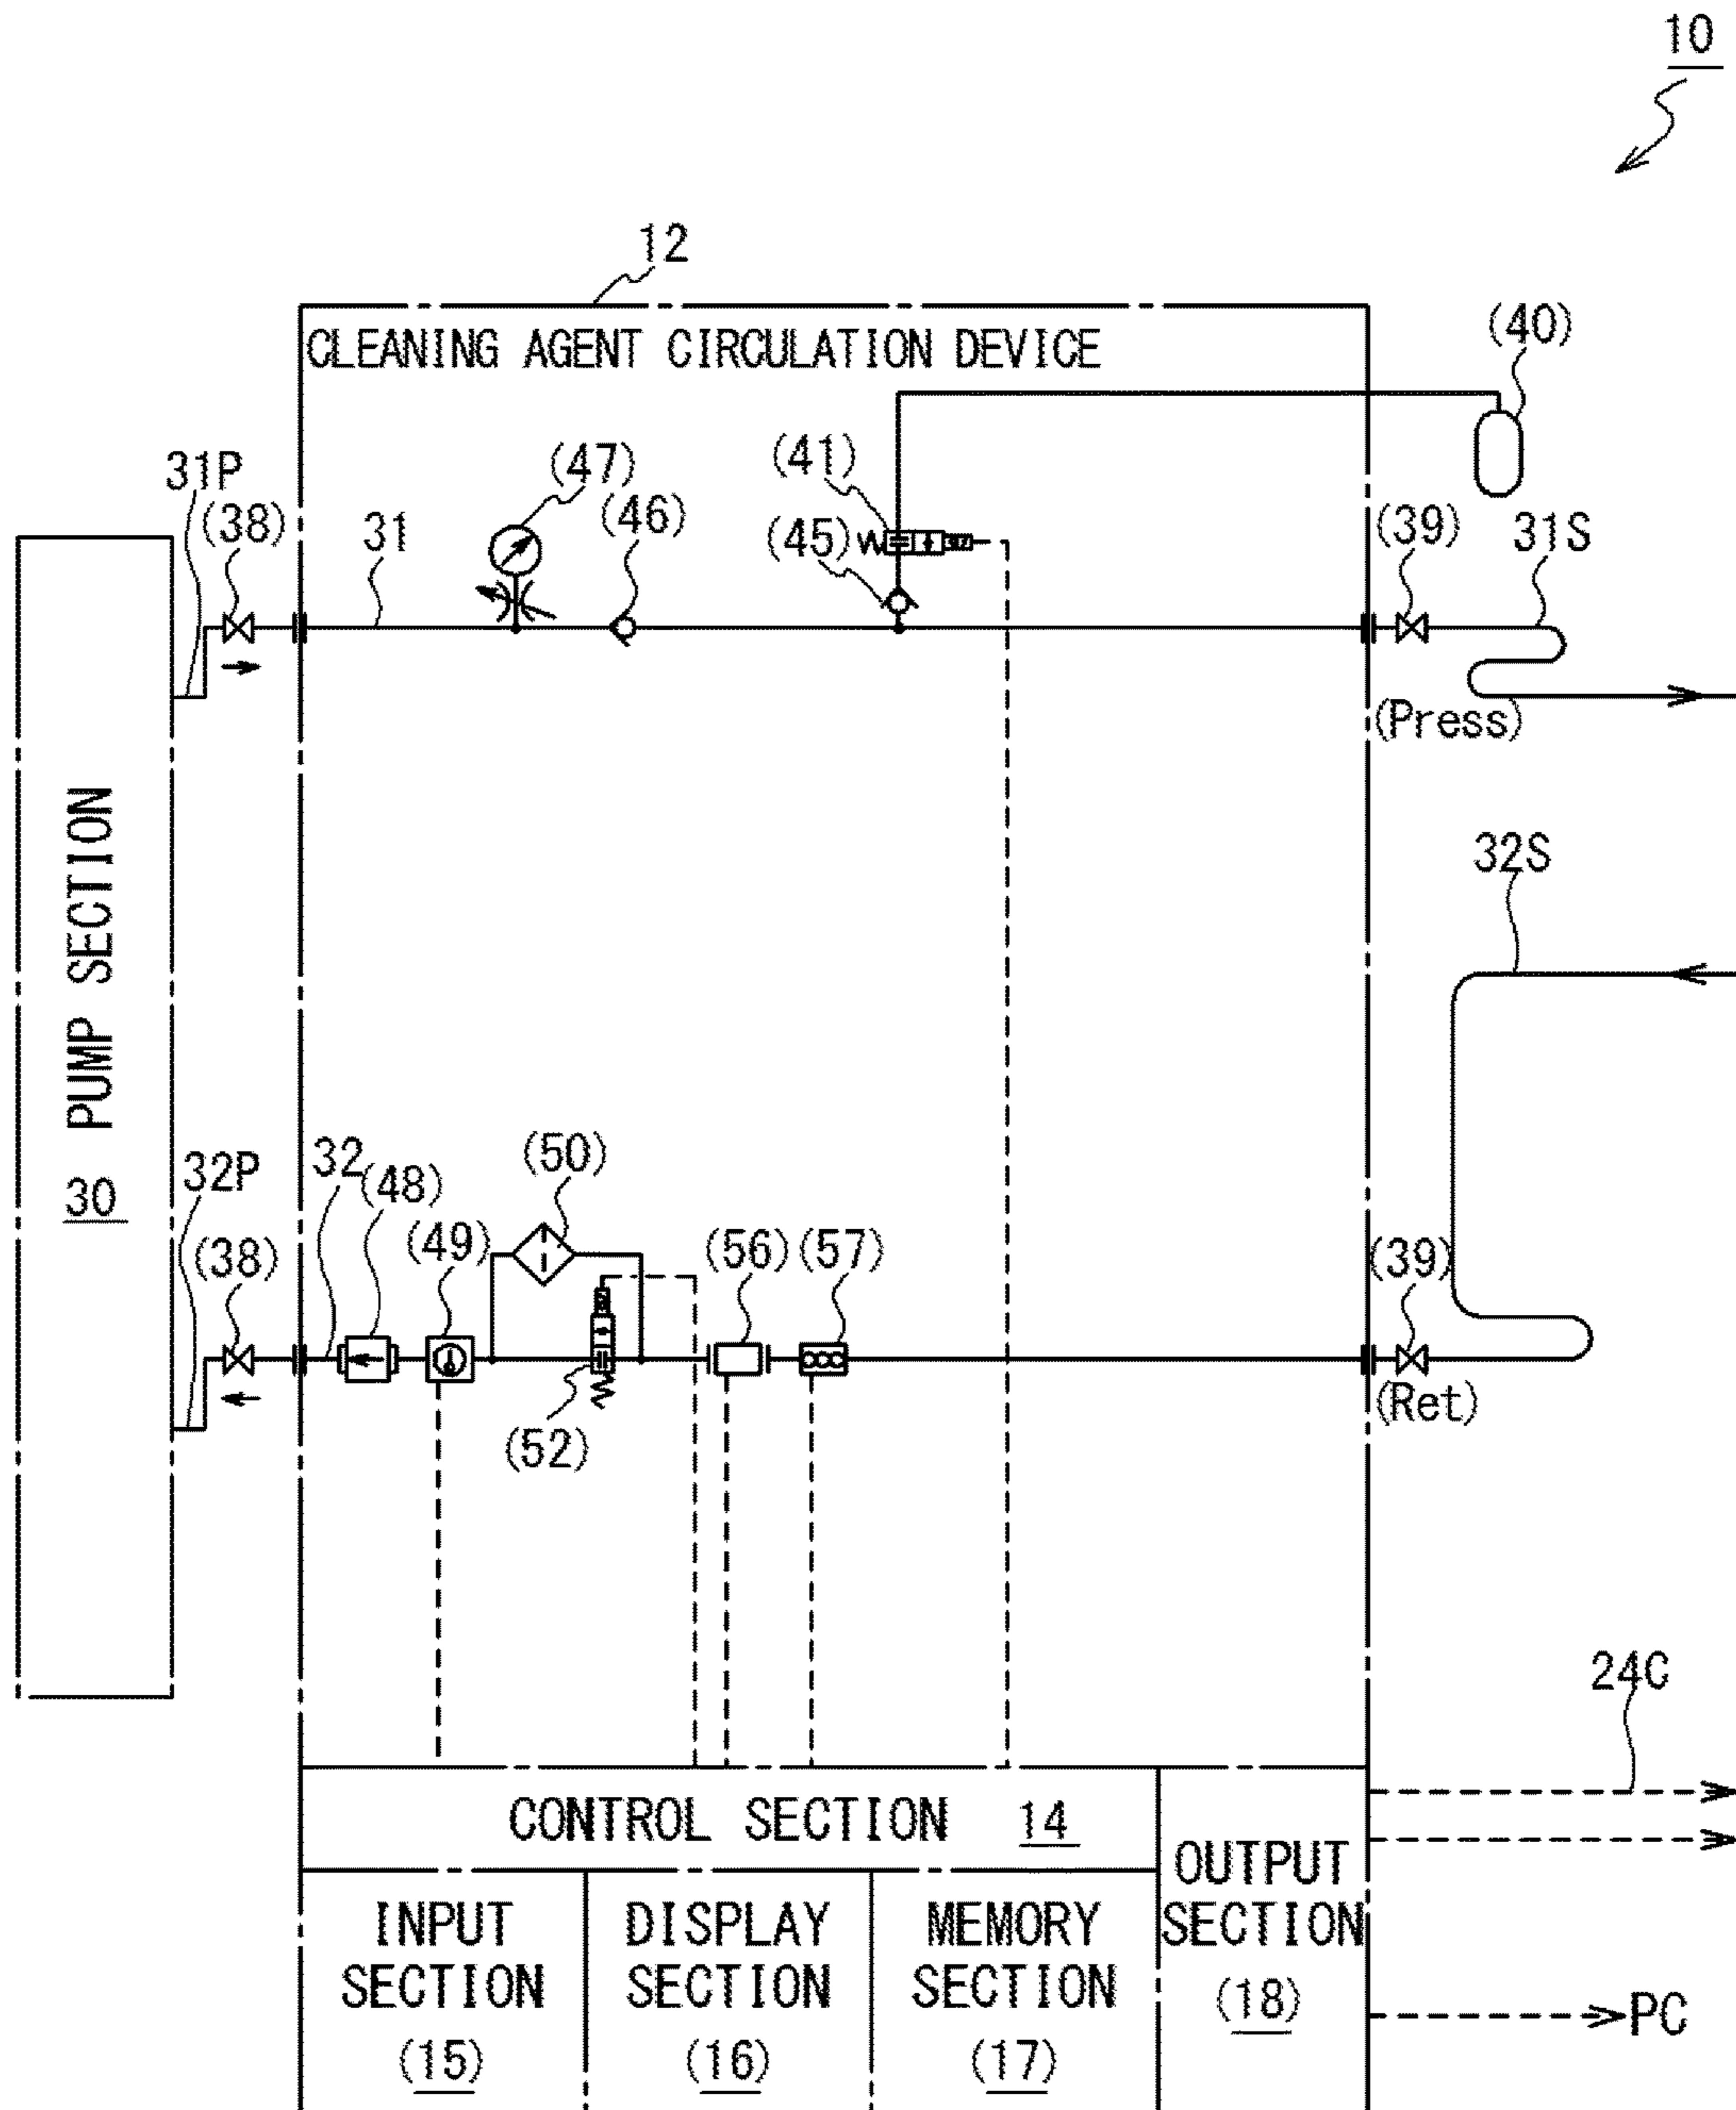 10
12
CLEANING AGENT CIRCULATION DEVICE
(40)
31P
(38)
31
(47)
(46)
(41)
(45)
(39)
31S
(Press)
PUMP SECTION
30
32S
32P
(38)
32
(48)
(49)
(50)
(52)
(56)
(57)
(39)
(Ret)
24C
CONTROL SECTION 14
INPUT
SECTION
(15)
DISPLAY
SECTION
(16)
MEMORY
SECTION
(17)
OUTPUT
SECTION
(18)
PC